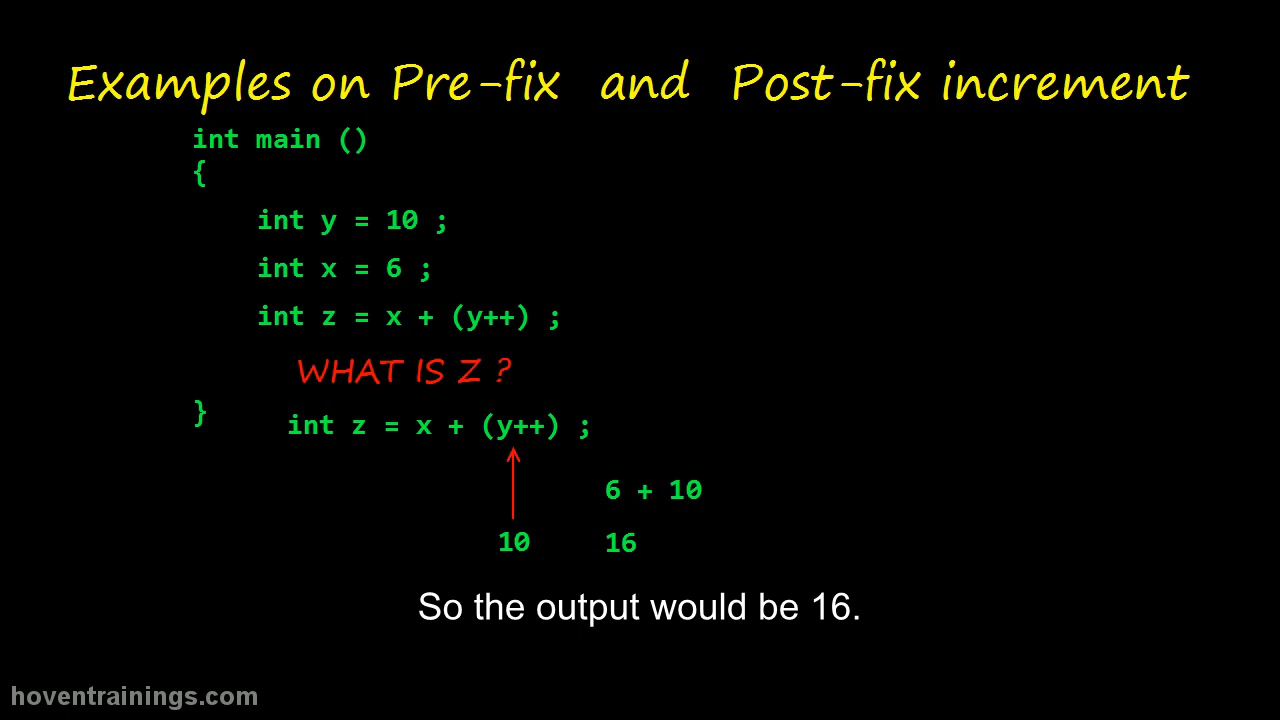 Examples on Pre-fix and Post-fix increment
int main ()
{
int y = 10 ;
int x = 6 ;
int z = x + (y++) ;
WHAT IS Z ?
}
int z = x + (y++) ;
6 + 10
10
16
So the output would be 16.
hoventrainings.com